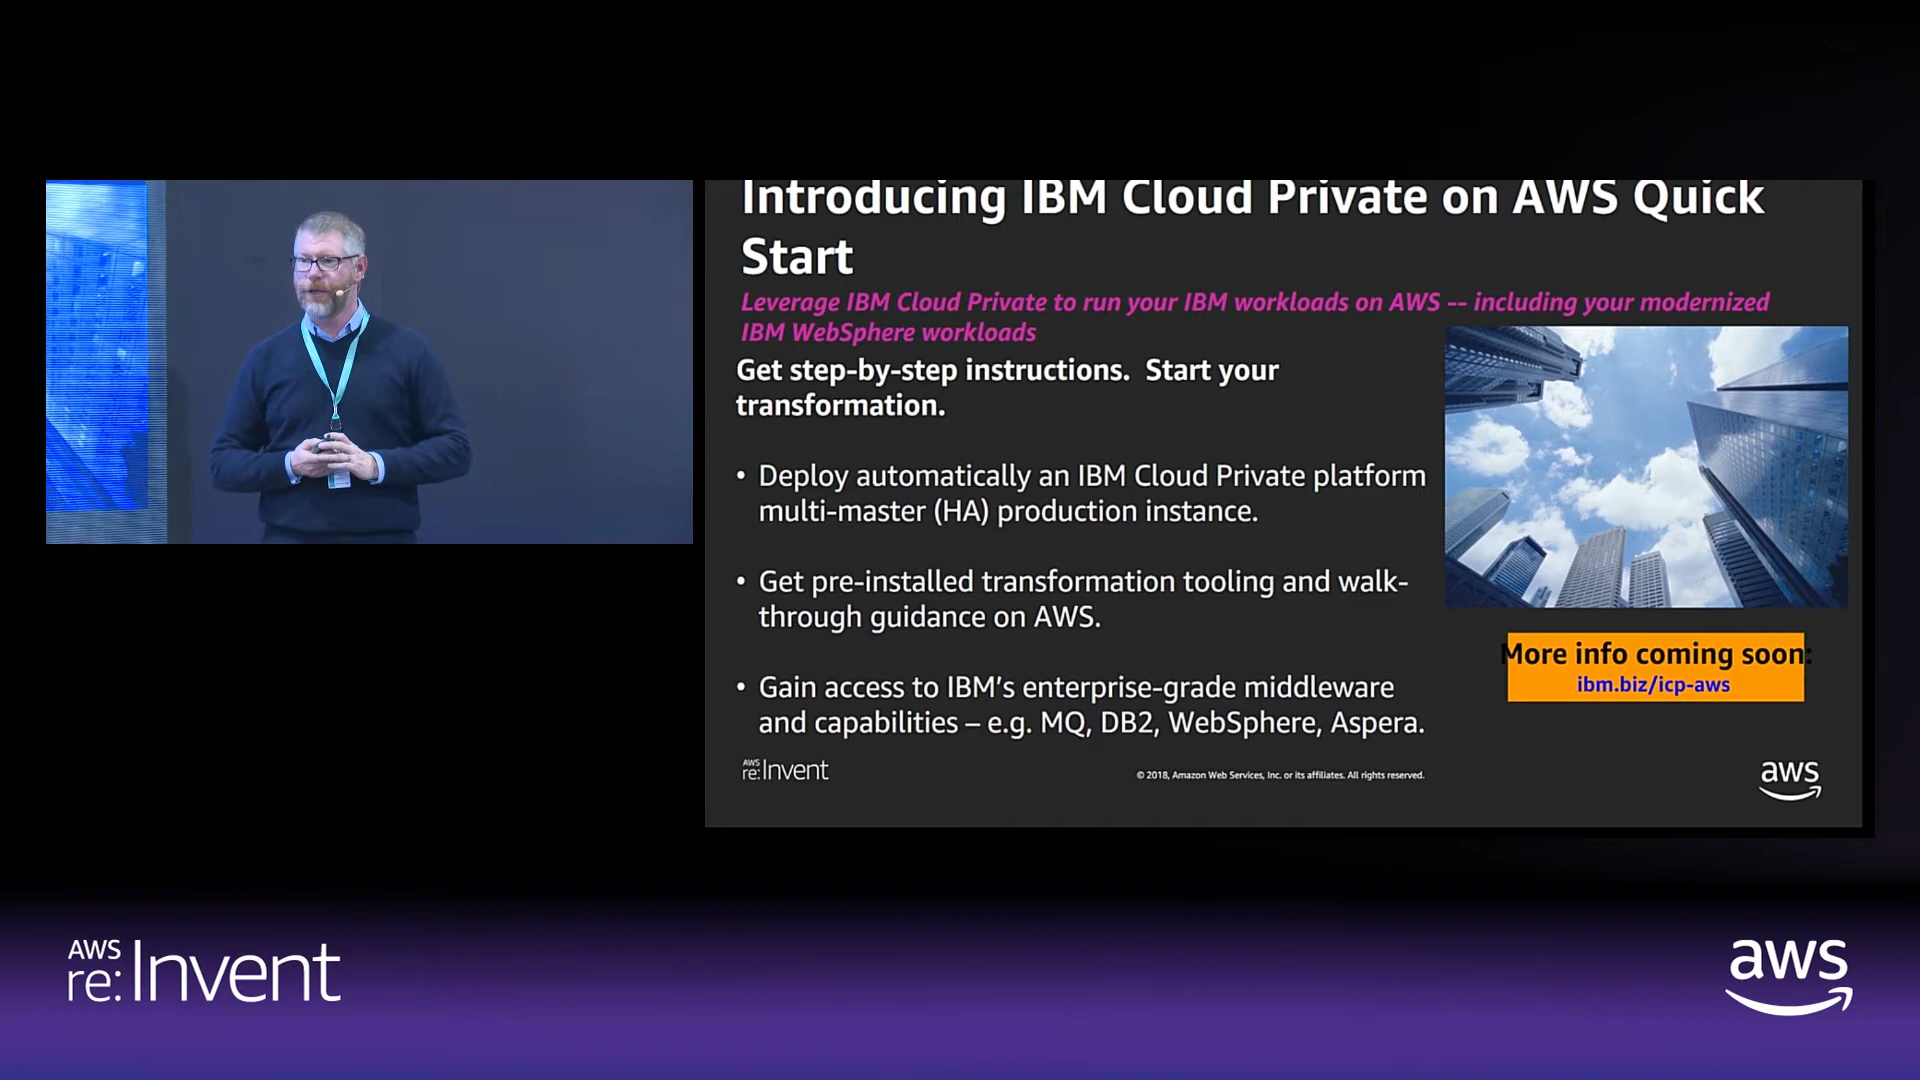 Introducing IBM Cloud Private on AWS Quick
Start
Leverage IBM Cloud Private to run your IBM workloads on AWS -- including your modernized
IBM WebSphere workloads
Get step-by-step instructions.  Start your
transformation.
• Deploy automatically an IBM Cloud Private platform
multi-master (HA) production instance.
• Get pre-installed transformation tooling and walk-
through guidance on AWS.
• Gain access to IBM’s enterprise-grade middleware
and capabilities – e.g. MQ, DB2, WebSphere, Aspera.
More info coming soon:
ibm.biz/icp-aws
AWS
re:Invent
© 2018, Amazon Web Services, Inc. or its affiliates. All rights reserved.
aws
AWS
re:Invent
aws